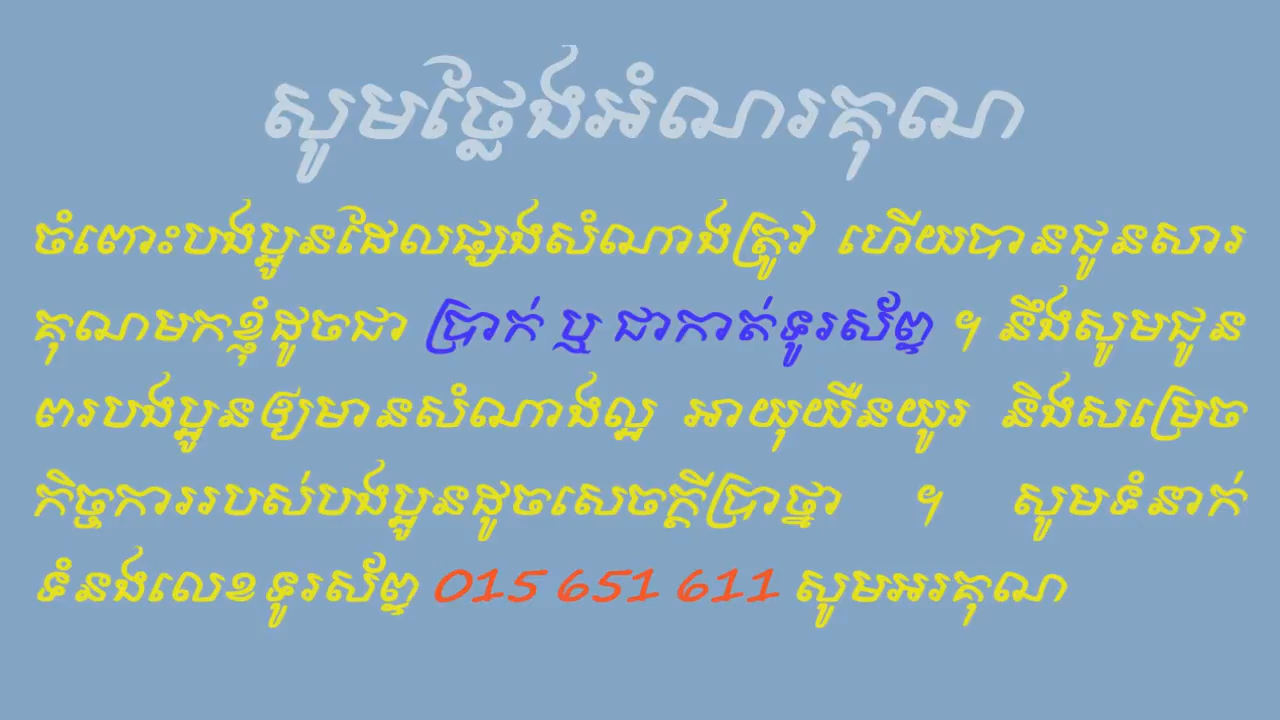 សូមថ្លែងអំណរគុណ
ចំពោះបងប្អូនដែលផ្សងសំណាងត្រូវ ហើយបានជូនសារ
គុណមកខ្ញុំដូចជា ប្រាក់ ឬ ជាកាត់ទូរស័ព្ទ ។ នឹងសូមជូន
ពរបងប្អូនឲ្យមានសំណាងល្អ អាយុយឺនយូរ និងសម្រេច
កិច្ចការរបស់បងប្អូនដូចសេចក្ដីប្រាថ្នា ។ សូមទំនាក់
ទំនងលេខទូរស័ព្ទ 015 651 611 សូមអរគុណ